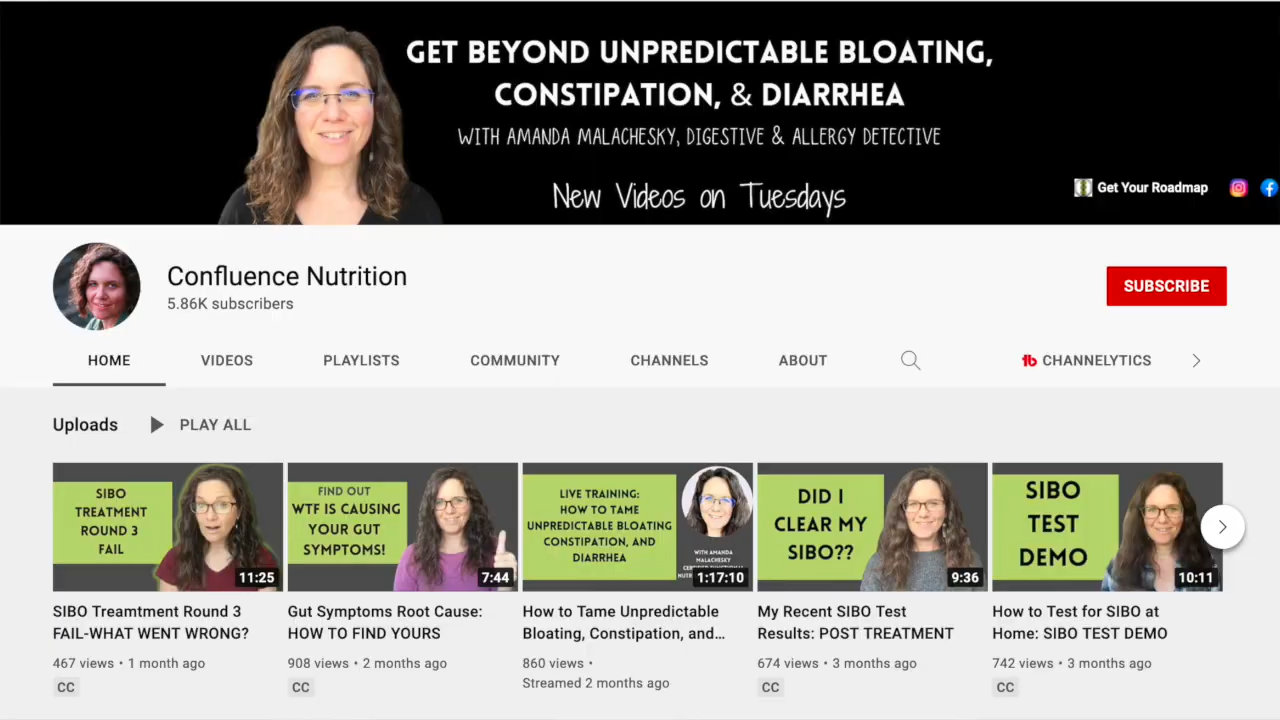 GET BEYOND UNPREDICTABLE BLOATING,
CONSTIPATION, & DIARRHEA
WITH AMANDA MALACHESKY, DIGESTIVE & ALLERGY DETECTIVE
New Videos on Tuesdays
Get Your Roadmap
Confluence Nutrition
5.86K subscribers
SUBSCRIBE
HOME VIDEOS PLAYLISTS COMMUNITY CHANNELS ABOUT CHANNELYTICS
Uploads PLAY ALL
SIBO
TREATMENT
ROUND 3
FAIL
11:25
FIND OUT
WTF IS CAUSING
YOUR GUT
SYMPTOMS!
7:44
LIVE TRAINING:
HOW TO TAME
UNPREDICTABLE BLOATING
CONSTIPATION, AND
DIARRHEA
WITH AMANDA
MALACHESKY
1:17:10
DID I
CLEAR MY
SIBO??
9:36
SIBO
TEST
DEMO
10:11
SIBO Treamtment Round 3
FAIL-WHAT WENT WRONG?
467 views • 1 month ago
CC
Gut Symptoms Root Cause:
HOW TO FIND YOURS
908 views • 2 months ago
CC
How to Tame Unpredictable
Bloating, Constipation, and...
860 views •
Streamed 2 months ago
My Recent SIBO Test
Results: POST TREATMENT
674 views • 3 months ago
CC
How to Test for SIBO at
Home: SIBO TEST DEMO
742 views • 3 months ago
CC